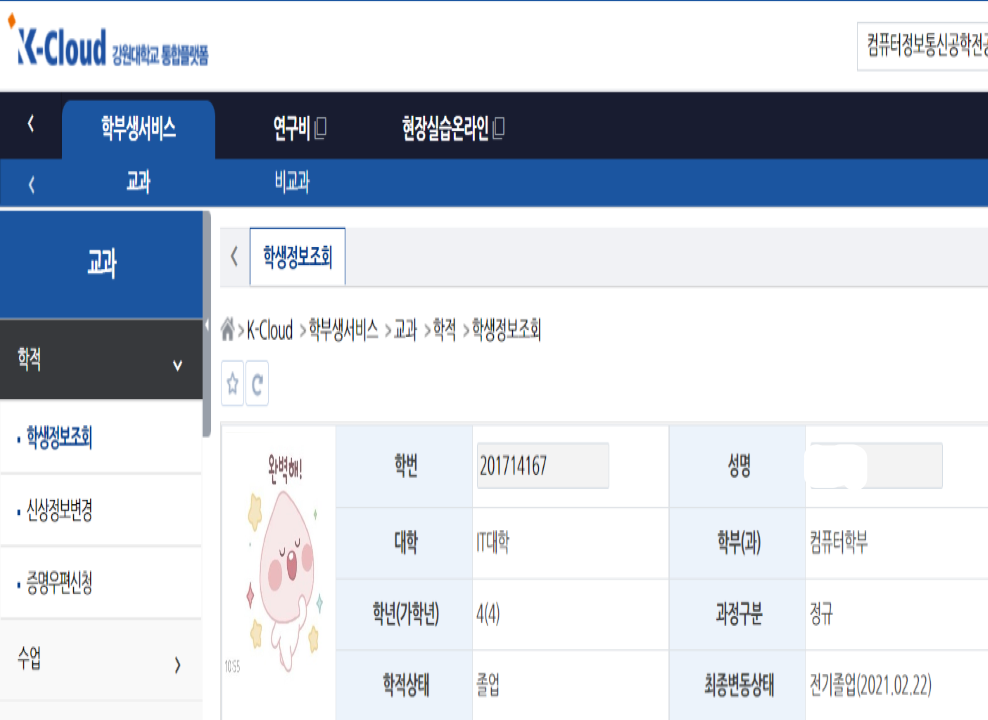 K-Cloud 강원대학교 통합플랫폼
컴퓨터정보통신공학전공
학부생서비스 연구비 현장실습온라인
교과 비교과
교과
학생정보조회
K-Cloud > 학부생서비스 > 교과 > 학적 > 학생정보조회
학적
학생정보조회
신상정보변경
증명우편신청
수업
완벽해!
10:55
학번 201714167 성명
대학 IT대학 학부(과) 컴퓨터학부
학년(가학년) 4(4) 과정구분 정규
학적상태 졸업 최종변동상태 전기졸업(2021.02.22)